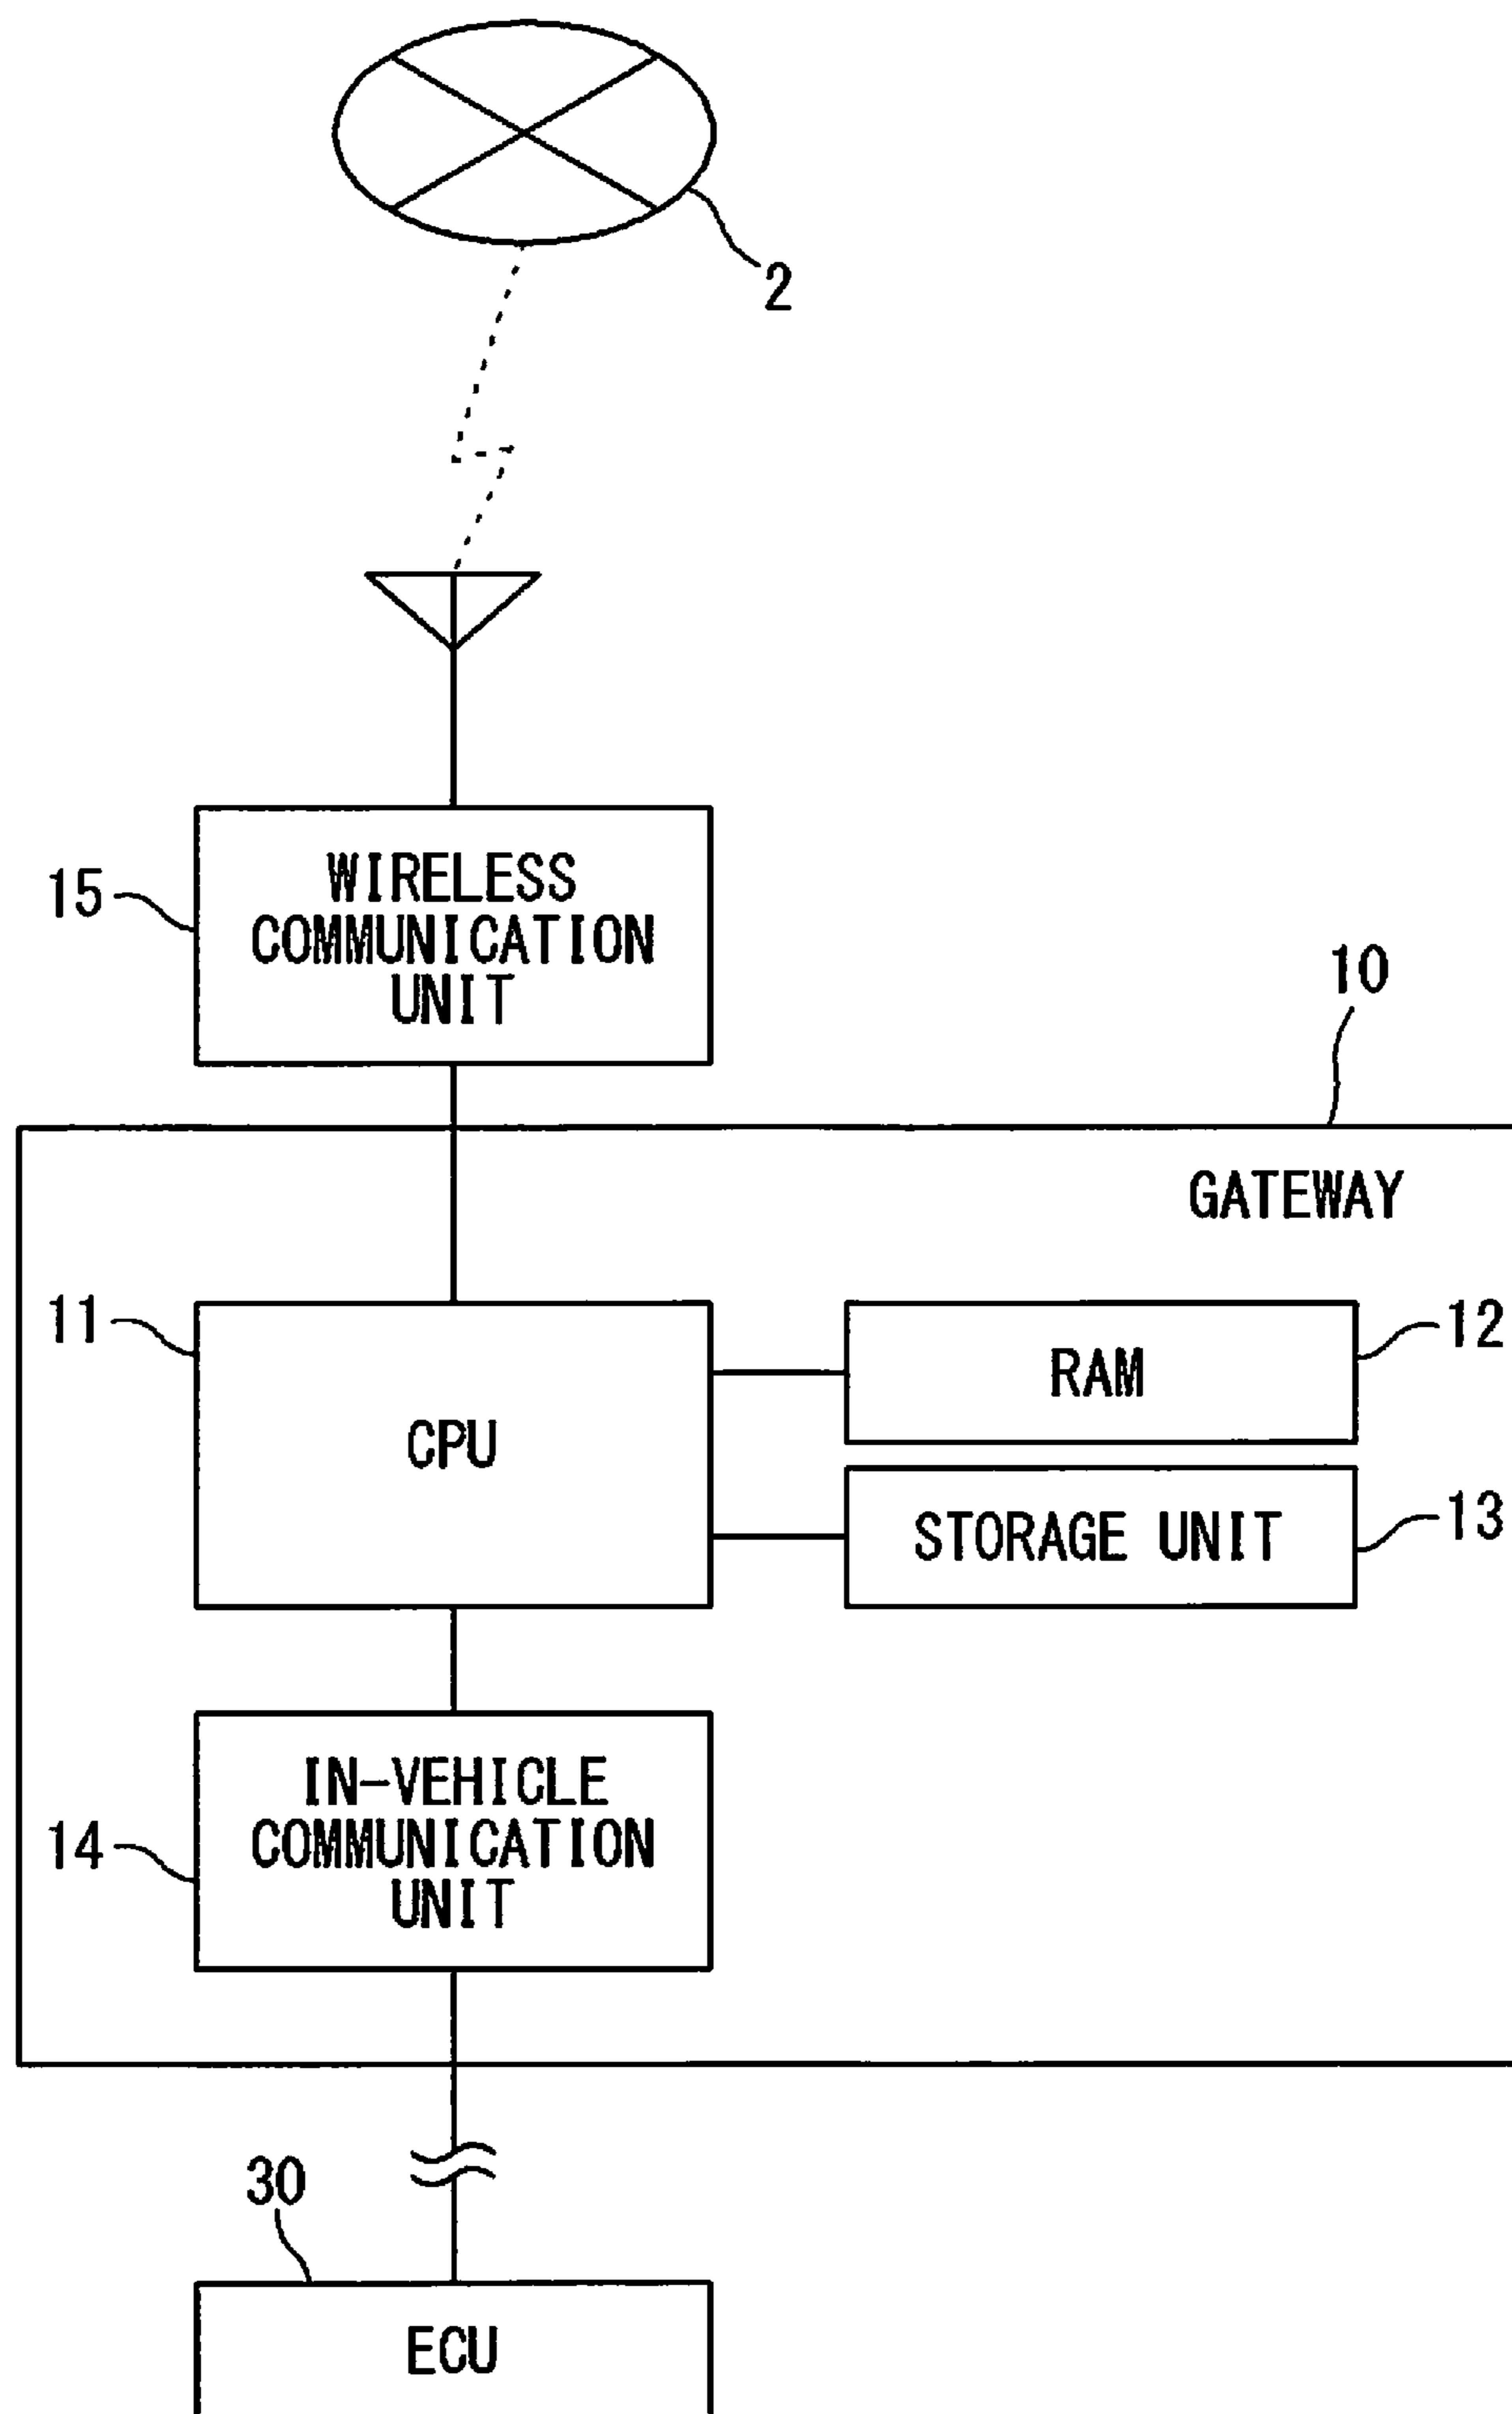 2
15
WIRELESS
COMMUNICATION
UNIT
10
GATEWAY
11
CPU
RAM
12
STORAGE UNIT
13
14
IN-VEHICLE
COMMUNICATION
UNIT
30
ECU